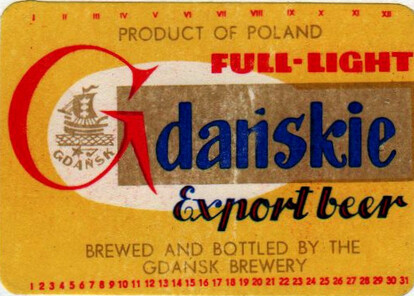 I II III IV V VI VII VIII IX X XI XII
PRODUCT OF POLAND
FULL-LIGHT
Gdańskie
GDAŃSK
Export beer
BREWED AND BOTTLED BY THE
GDANSK BREWERY
1 2 3 4 5 6 7 8 9 10 11 12 13 14 15 16 17 18 19 20 21 22 23 24 25 26 27 28 29 30 31